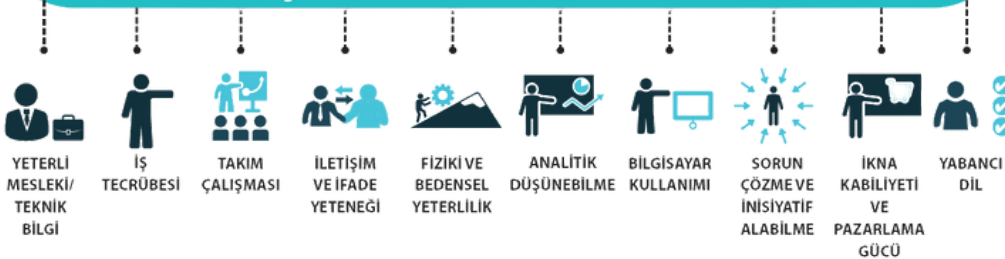 YETERLİ
MESLEKİ/
TEKNİK
BİLGİ
İŞ
TECRÜBESİ
TAKIM
ÇALIŞMASI
İLETİŞİM
VE İFADE
YETENEĞİ
FİZİKİ VE
BEDENSEL
YETERLİLİK
ANALİTİK
DÜŞÜNEBİLME
BİLGİSAYAR
KULLANIMI
SORUN
ÇÖZME VE
İNİSİYATİF
ALABİLME
İKNA
KABİLİYETİ
VE
PAZARLAMA
GÜCÜ
YABANCI
DİL